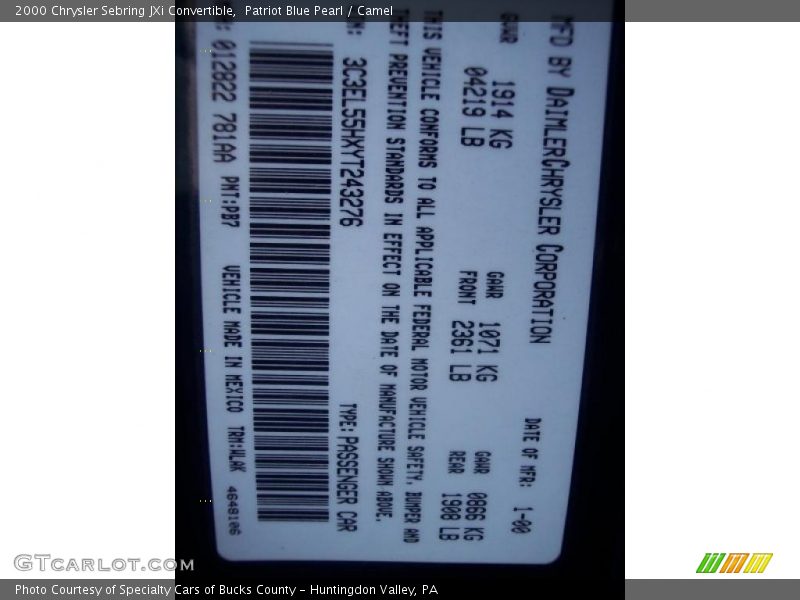 2000 Chrysler Sebring JXi Convertible, Patriot Blue Pearl / Camel
MFD BY DAIMLERCHRYSLER CORPORATION
DATE OF MFR: 1-00
GVWR
1914 KG
04219 LB
GAWR
FRONT
1071 KG
2361 LB
GAWR
REAR
0866 KG
1908 LB
THIS VEHICLE CONFORMS TO ALL APPLICABLE FEDERAL MOTOR VEHICLE SAFETY, BUMPER AND
THEFT PREVENTION STANDARDS IN EFFECT ON THE DATE OF MANUFACTURE SHOWN ABOVE.
3C3EL55HXYT243276
TYPE: PASSENGER CAR
012822 781AA PNT:PB7 VEHICLE MADE IN MEXICO TRM:WLAK 4648106
GTcarlot.com
Photo Courtesy of Specialty Cars of Bucks County - Huntingdon Valley, PA